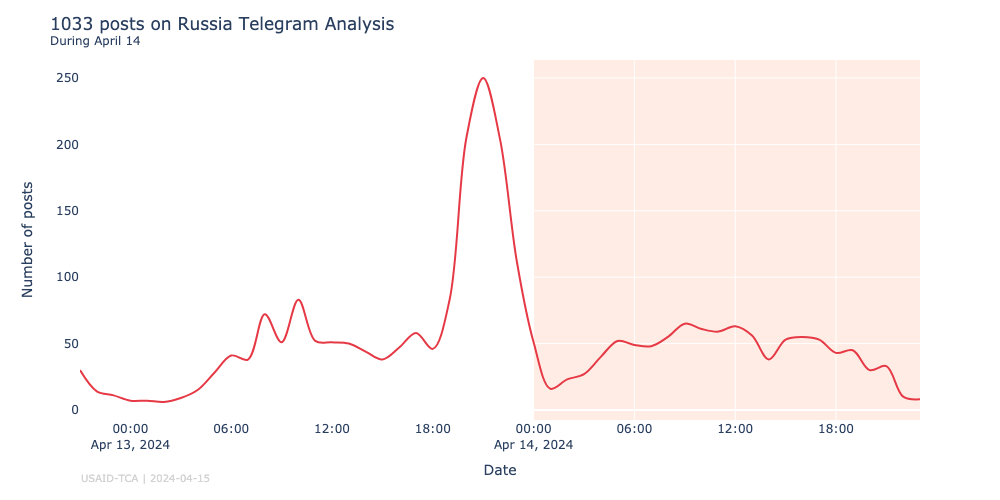 1033 posts on Russia Telegram Analysis
During April 14
250
200
150
100
50
0
Number of posts
00:00 06:00 12:00 18:00 00:00 06:00 12:00 18:00
Apr 13, 2024 Apr 14, 2024
Date
USAID-TCA | 2024-04-15